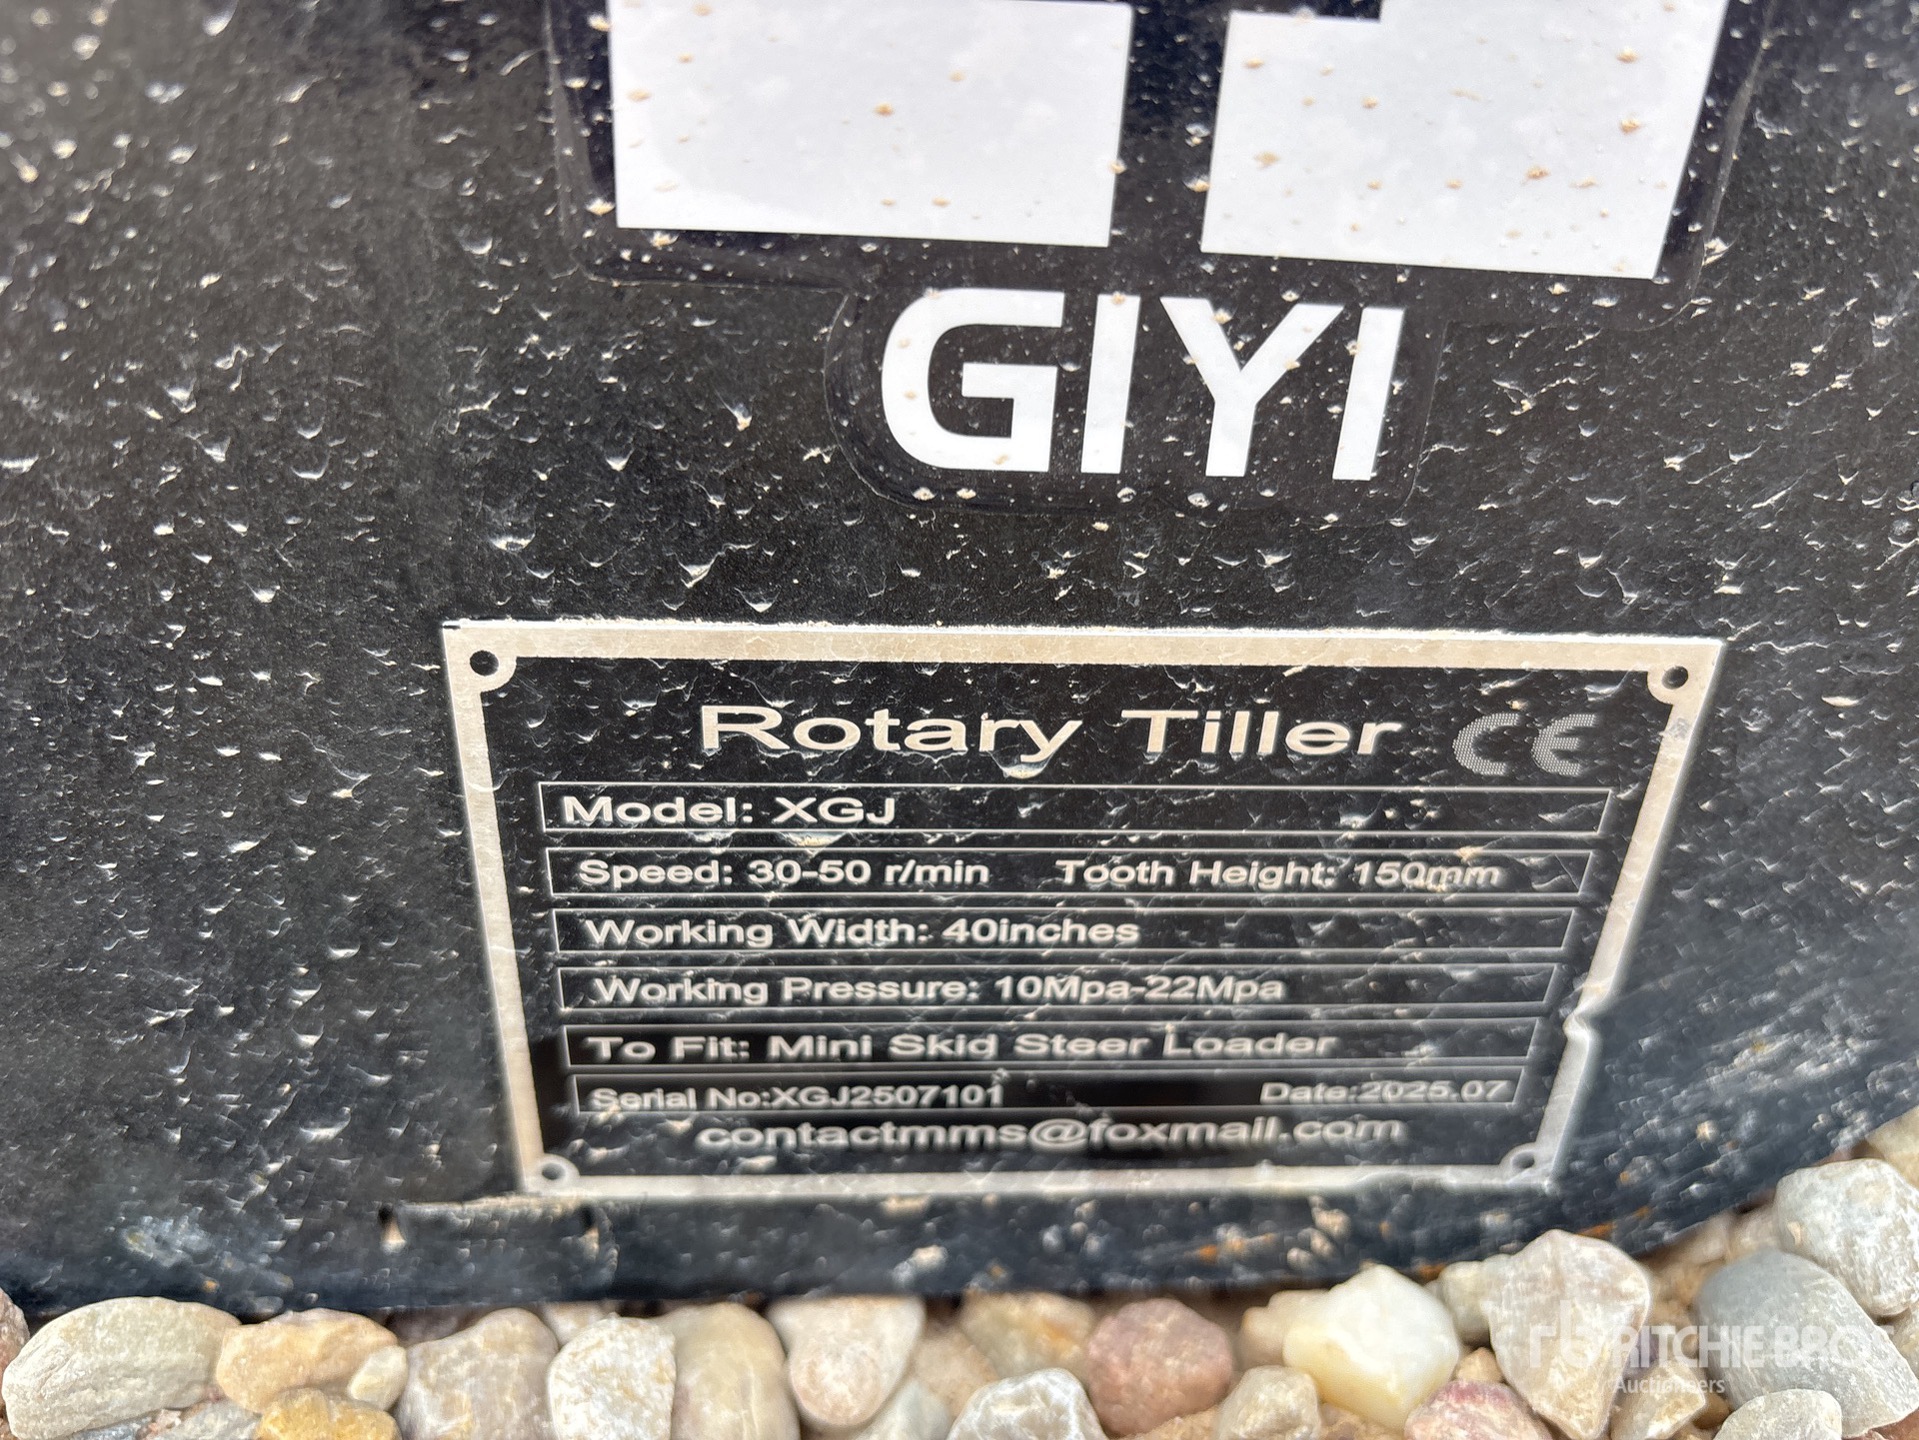 GIYI
Rotary Tiller CE
Model: XGJ
Speed: 30-50 r/min Tooth Height: 150mm
Working Width: 40inches
Working Pressure: 10Mpa-22Mpa
To Fit: Mini Skid Steer Loader
Serial No:XGJ2507101 Date:2025.07
contactmms@foxmail.com
rb RITCHIE BROS
Auctioneers